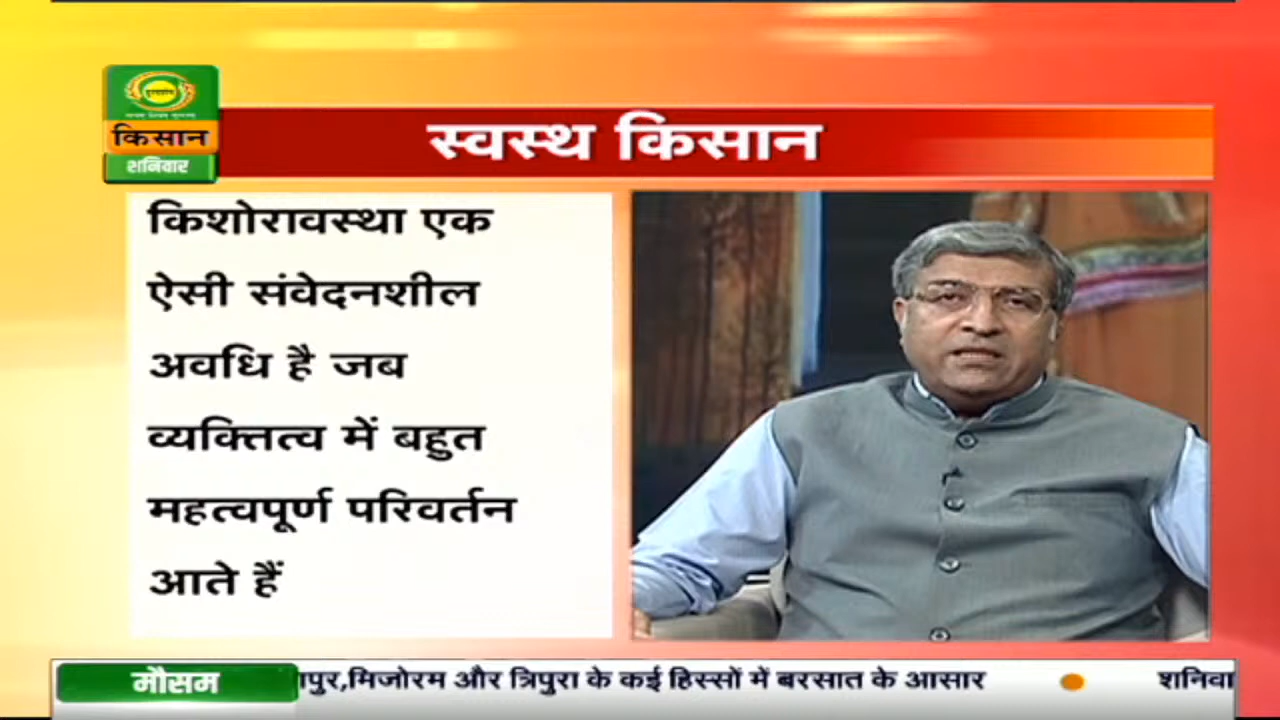 किसान
शनिवार
स्वस्थ किसान
किशोरावस्था एक
ऐसी संवेदनशील
अवधि है जब
व्यक्तित्व में बहुत
महत्वपूर्ण परिवर्तन
आते हैं
मौसम
मिजोरम और त्रिपुरा के कई हिस्सों में बरसात के आसार